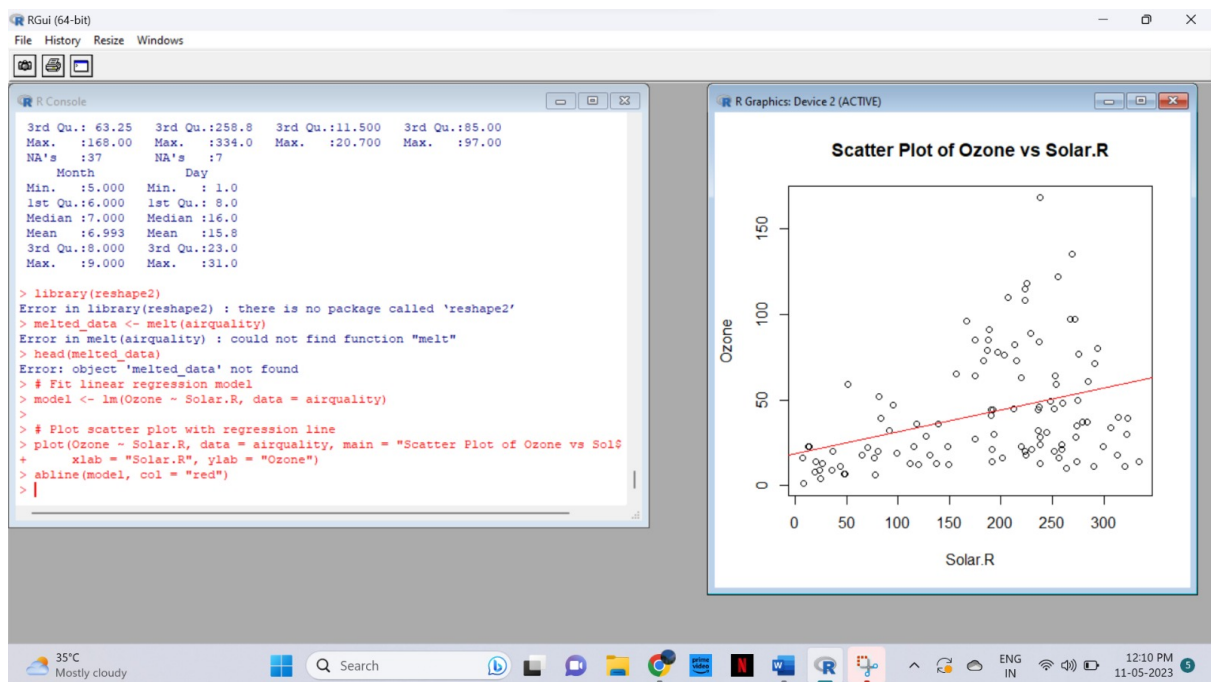 RGui (64-bit)
File History Resize Windows
R Console
3rd Qu.: 63.25   3rd Qu.:258.8   3rd Qu.:11.500   3rd Qu.:85.00
Max.   :168.00   Max.   :334.0   Max.   :20.700   Max.   :97.00
NA's   :37       NA's   :7
Month            Day
Min.   :5.000   Min.   : 1.0
1st Qu.:6.000   1st Qu.: 8.0
Median :7.000   Median :16.0
Mean   :6.993   Mean   :15.8
3rd Qu.:8.000   3rd Qu.:23.0
Max.   :9.000   Max.   :31.0
> library(reshape2)
Error in library(reshape2) : there is no package called ‘reshape2’
> melted_data <- melt(airquality)
Error in melt(airquality) : could not find function "melt"
> head(melted_data)
Error: object 'melted_data' not found
> # Fit linear regression model
> model <- lm(Ozone ~ Solar.R, data = airquality)
>
> # Plot scatter plot with regression line
> plot(Ozone ~ Solar.R, data = airquality, main = "Scatter Plot of Ozone vs Sol$
+      xlab = "Solar.R", ylab = "Ozone")
> abline(model, col = "red")
>
R Graphics: Device 2 (ACTIVE)
Scatter Plot of Ozone vs Solar.R
150
100
50
0
Ozone
0 50 100 150 200 250 300
Solar.R
35°C
Mostly cloudy
Search
prime video
N
W
R
ENG
IN
12:10 PM
11-05-2023
5